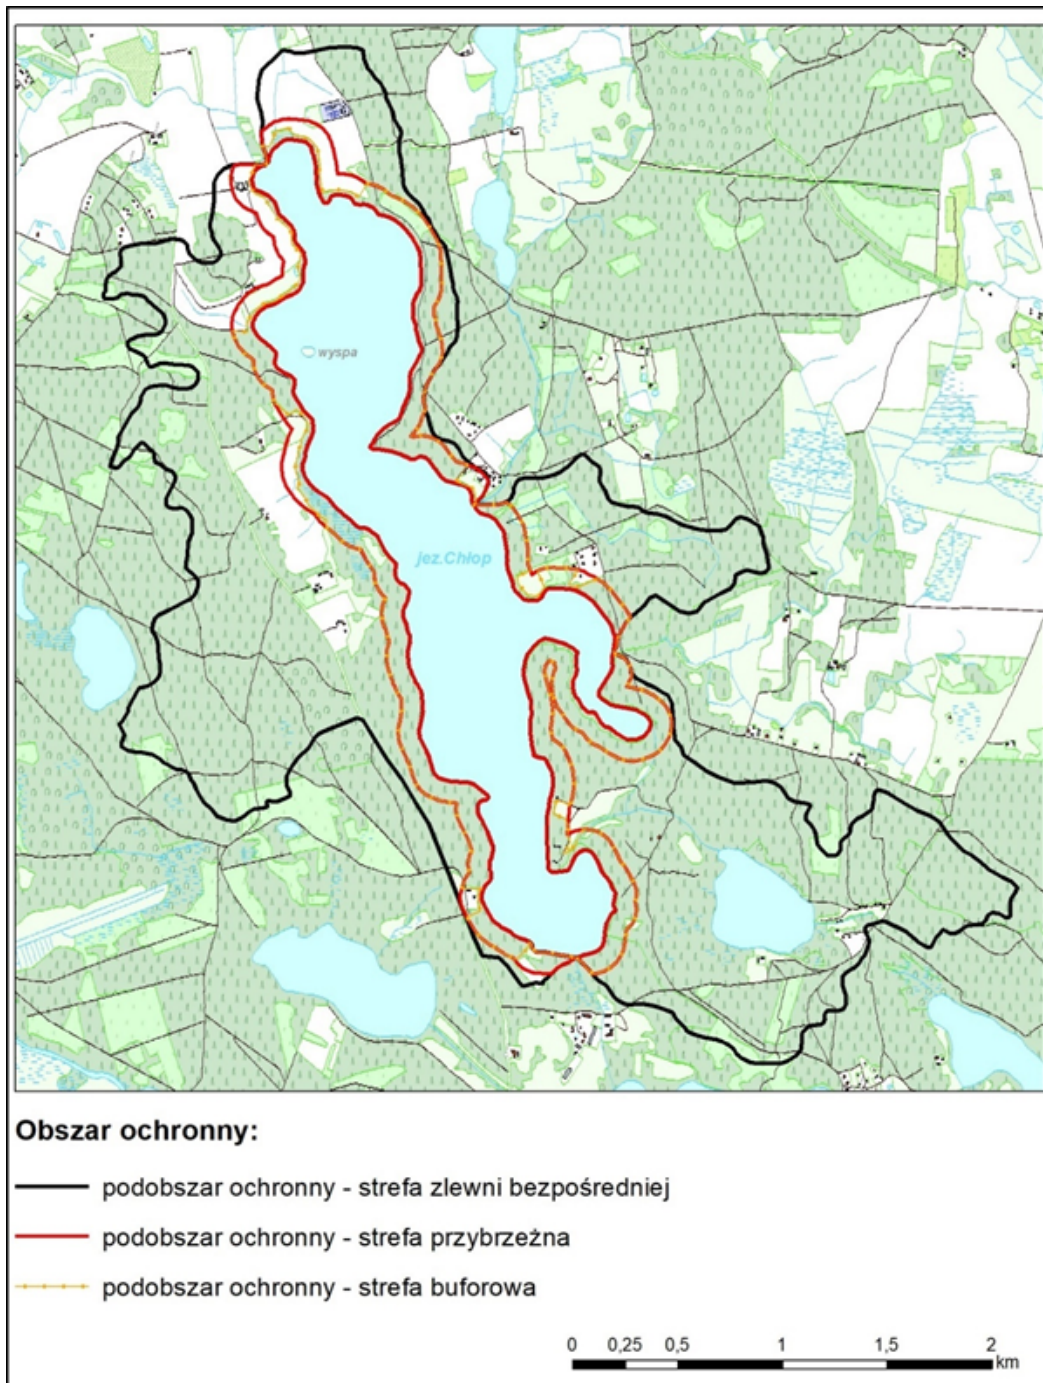 wyspa
jez.Chłop
Obszar ochronny:
podobszar ochronny - strefa zlewni bezpośredniej
podobszar ochronny - strefa przybrzeżna
podobszar ochronny - strefa buforowa
0 0,25 0,5 1 1,5 2
km